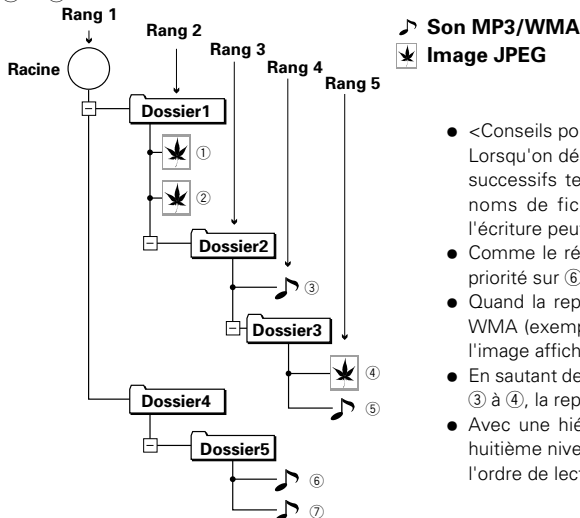 Rang 1
Rang 2
Rang 3
Rang 4
Rang 5
Racine
Dossier1
①
②
Dossier2
③
Dossier3
④
⑤
Dossier4
Dossier5
⑥
⑦
Son MP3/WMA
Image JPEG
● <Conseils po
Lorsqu'on dé
successifs te
noms de fic
l'écriture peu
● Comme le ré
priorité sur ⑥
● Quand la rep
WMA (exemp
l'image affich
● En sautant de
③ à ④, la rep
● Avec une hié
huitième nive
l'ordre de lect